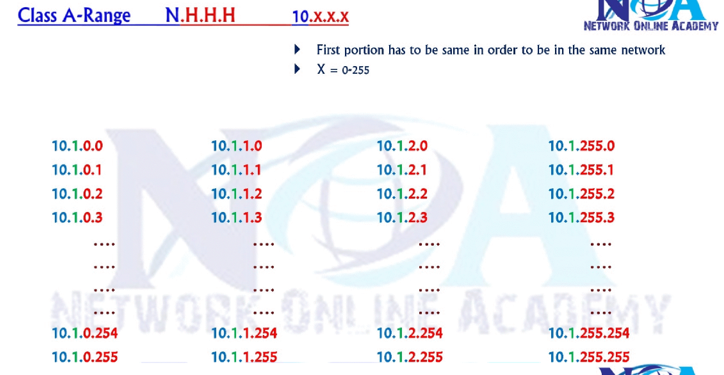 Class A-Range N.H.H.H 10.x.x.x
NOA
NETWORK ONLINE ACADEMY
First portion has to be same in order to be in the same network
X = 0-255
10.1.0.0 10.1.1.0 10.1.2.0 10.1.255.0
10.1.0.1 10.1.1.1 10.1.2.1 10.1.255.1
10.1.0.2 10.1.1.2 10.1.2.2 10.1.255.2
10.1.0.3 10.1.1.3 10.1.2.3 10.1.255.3
.... .... .... ....
.... .... .... ....
.... .... .... ....
.... .... .... ....
NOA
NETWORK ONLINE ACADEMY
10.1.0.254 10.1.1.254 10.1.2.254 10.1.255.254
10.1.0.255 10.1.1.255 10.1.2.255 10.1.255.255